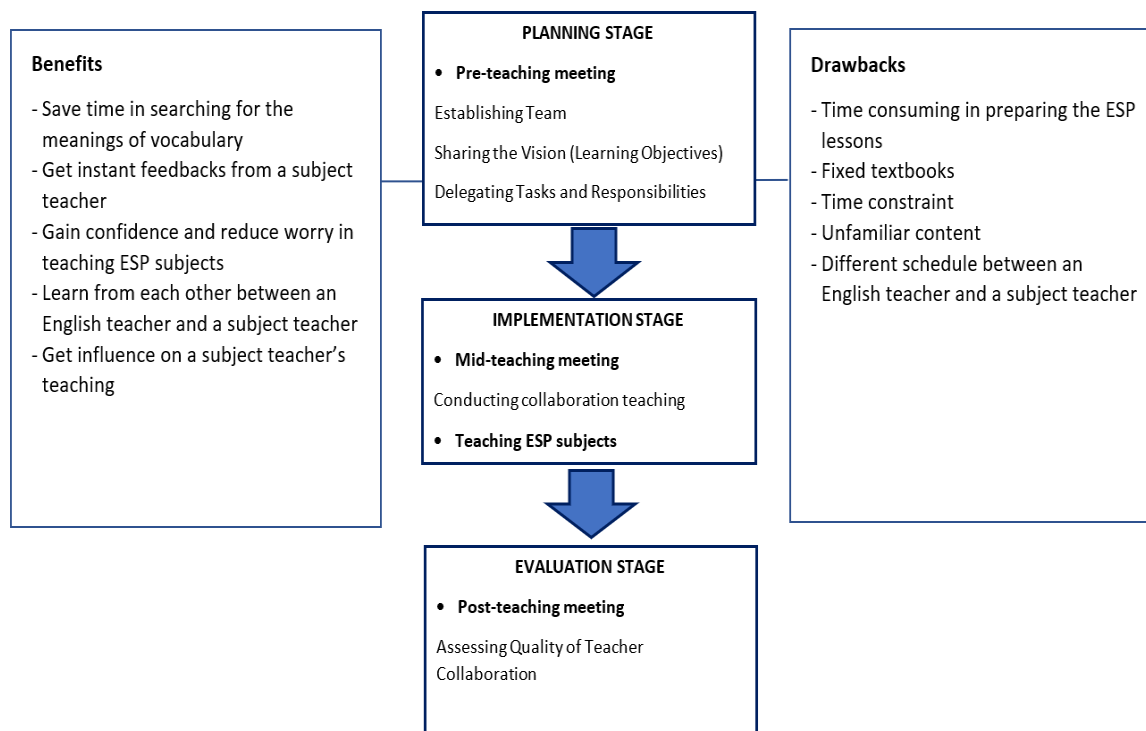 Benefits
- Save time in searching for the
meanings of vocabulary
- Get instant feedbacks from a subject
teacher
- Gain confidence and reduce worry in
teaching ESP subjects
- Learn from each other between an
English teacher and a subject teacher
- Get influence on a subject teacher's
teaching
PLANNING STAGE
• Pre-teaching meeting
Establishing Team
Sharing the Vision (Learning Objectives)
Delegating Tasks and Responsibilities
IMPLEMENTATION STAGE
• Mid-teaching meeting
Conducting collaboration teaching
• Teaching ESP subjects
EVALUATION STAGE
• Post-teaching meeting
Assessing Quality of Teacher
Collaboration
Drawbacks
- Time consuming in preparing the ESP
lessons
- Fixed textbooks
- Time constraint
- Unfamiliar content
- Different schedule between an
English teacher and a subject teacher